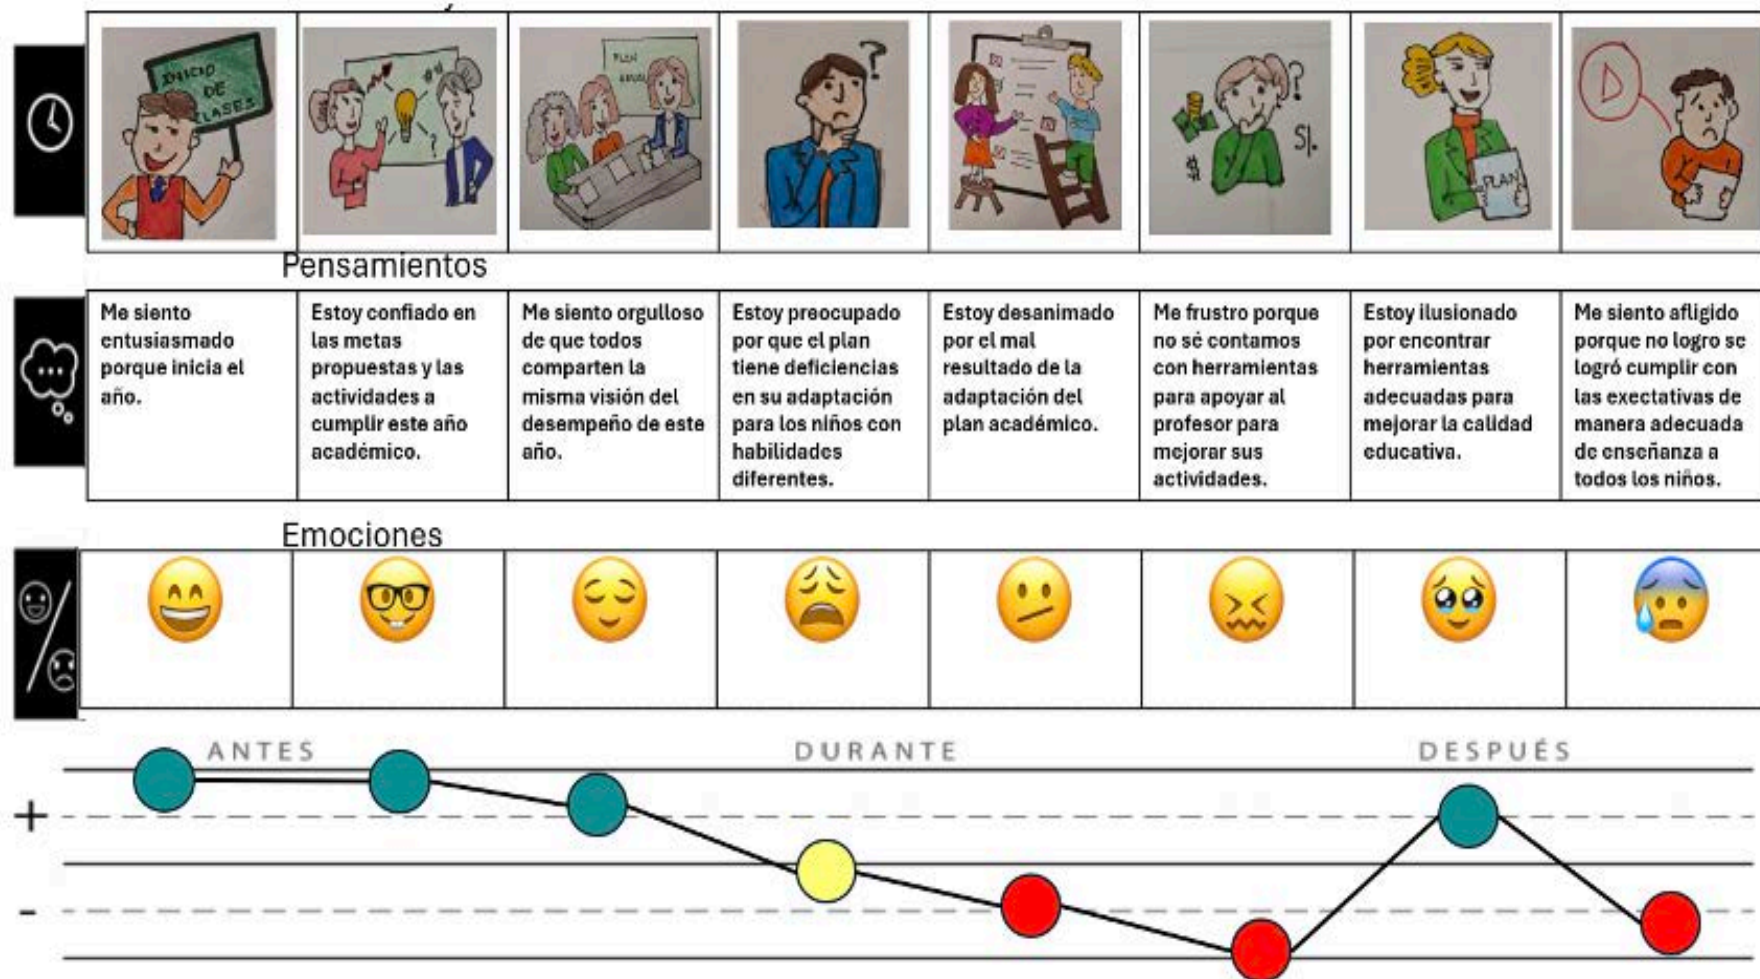 INICIO
DE
CLASES
?
PLAN
ANUAL
?
?
$
S/.
PLAN
Pensamientos
Me siento
entusiasmado
porque inicia el
año.
Estoy confiado en
las metas
propuestas y las
actividades a
cumplir este año
académico.
Me siento orgulloso
de que todos
comparten la
misma visión del
desempeño de este
año.
Estoy preocupado
por que el plan
tiene deficiencias
en su adaptación
para los niños con
habilidades
diferentes.
Estoy desanimado
por el mal
resultado de la
adaptación del
plan académico.
Me frustro porque
no sé contamos
con herramientas
para apoyar al
profesor para
mejorar sus
actividades.
Estoy ilusionado
por encontrar
herramientas
adecuadas para
mejorar la calidad
educativa.
Me siento afligido
porque no logro se
logró cumplir con
las exectativas de
manera adecuada
de enseñanza a
todos los niños.
Emociones
ANTES
DURANTE
DESPUÉS
+
-